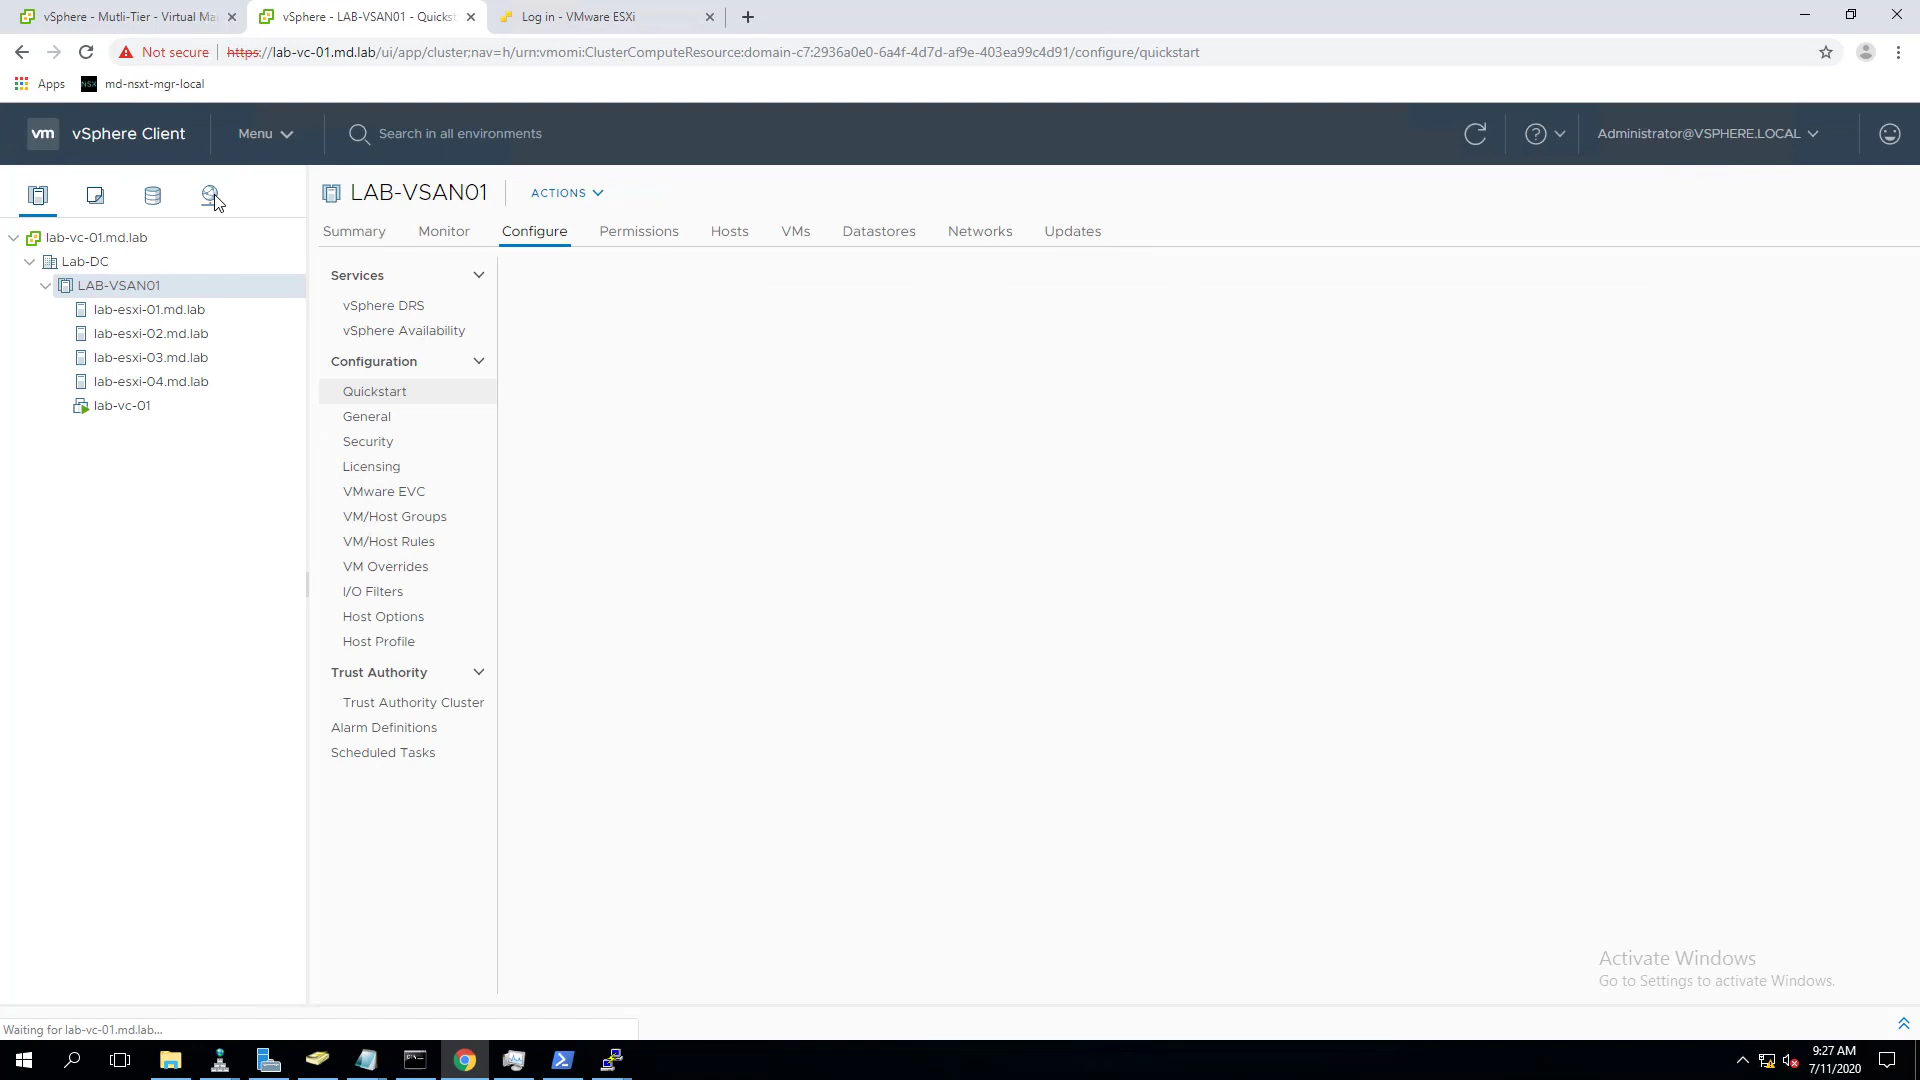 vSphere - Mutli-Tier - Virtual Ma
vSphere - LAB-VSAN01 - Quickst
Log in - VMware ESXi
Not secure
https://lab-vc-01.md.lab/ui/app/cluster;nav=h/urn:vmomi:ClusterComputeResource:domain-c7:2936a0e0-6a4f-4d7d-af9e-403ea99c4d91/configure/quickstart
Apps
NSX
md-nsxt-mgr-local
vm
vSphere Client
Menu
Search in all environments
Administrator@VSPHERE.LOCAL
lab-vc-01.md.lab
Lab-DC
LAB-VSAN01
lab-esxi-01.md.lab
lab-esxi-02.md.lab
lab-esxi-03.md.lab
lab-esxi-04.md.lab
lab-vc-01
LAB-VSAN01
ACTIONS
Summary
Monitor
Configure
Permissions
Hosts
VMs
Datastores
Networks
Updates
Services
vSphere DRS
vSphere Availability
Configuration
Quickstart
General
Security
Licensing
VMware EVC
VM/Host Groups
VM/Host Rules
VM Overrides
I/O Filters
Host Options
Host Profile
Trust Authority
Trust Authority Cluster
Alarm Definitions
Scheduled Tasks
Activate Windows
Go to Settings to activate Windows.
Waiting for lab-vc-01.md.lab...
9:27 AM
7/11/2020